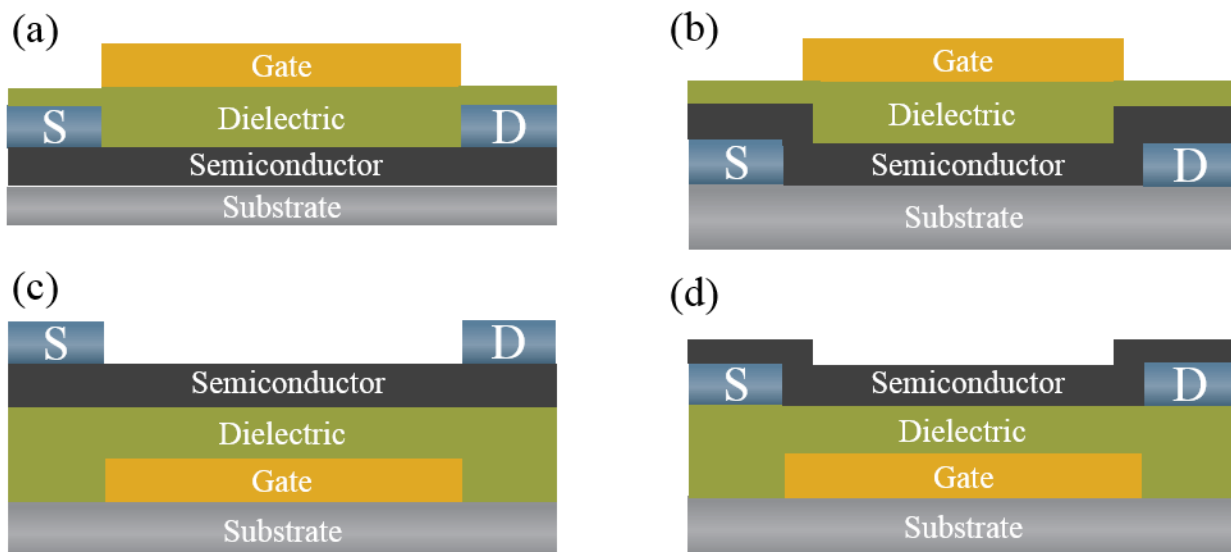 (a)
Gate
Dielectric
S
D
Semiconductor
Substrate
(b)
Gate
Dielectric
S
Semiconductor
D
Substrate
(c)
S
D
Semiconductor
Dielectric
Gate
Substrate
(d)
S
Semiconductor
D
Dielectric
Gate
Substrate